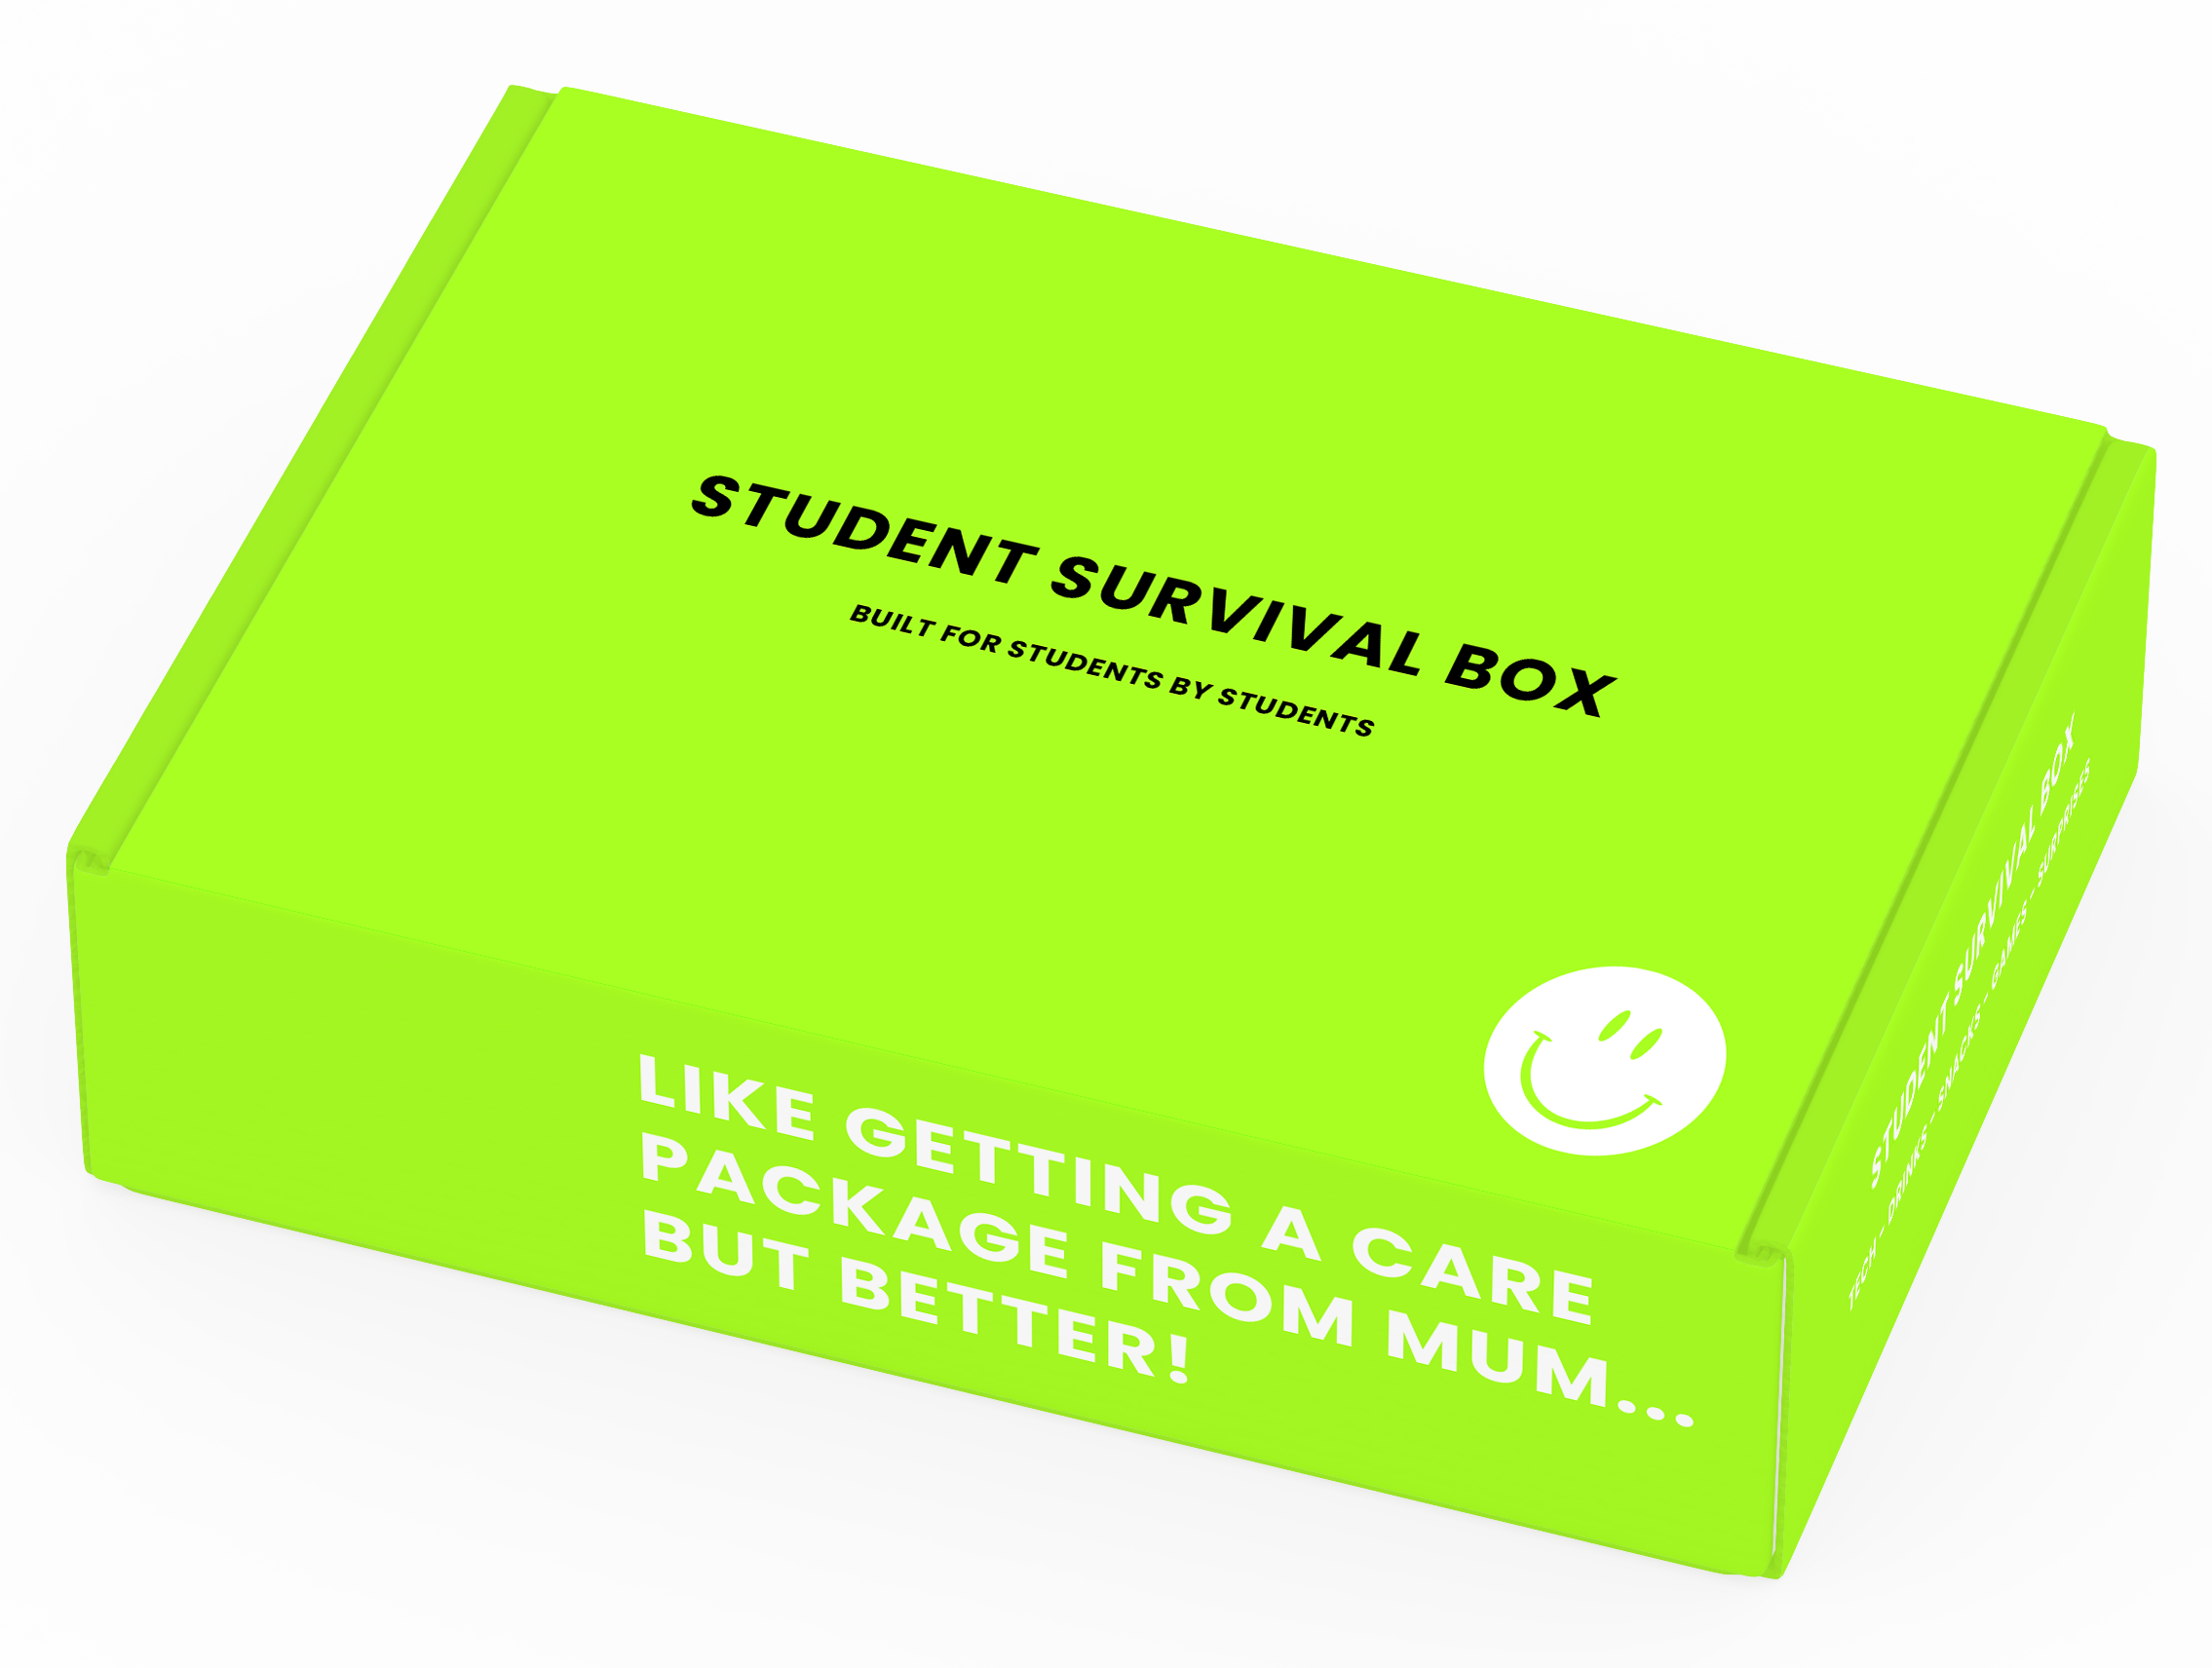 STUDENT SURVIVAL BOX
BUILT FOR STUDENTS BY STUDENTS
LIKE GETTING A CARE
PACKAGE FROM MUM...
BUT BETTER!
STUDENT SURVIVAL BOX
TECH - DRINKS - SNACKS - GAMES - SURPRISES